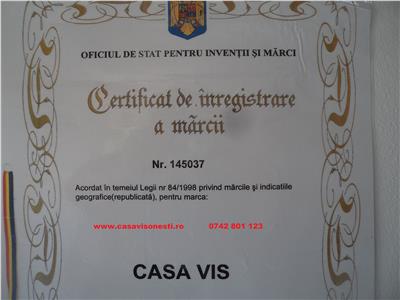 OFICIUL DE STAT PENTRU INVENȚII ȘI MĂRCI
Certificat de înregistrare
a mărcii
Nr. 145037
Acordat în temeiul Legii nr 84/1998 privind mărcile și indicatiile
geografice(republicată), pentru marca:
www.casavisonesti.ro 0742 801 123
CASA VIS